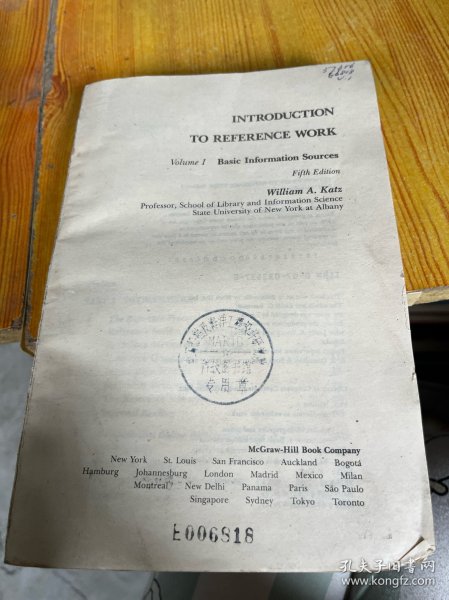 INTRODUCTION
TO REFERENCE WORK
Volume I Basic Information Sources
Fifth Edition
William A. Katz
Professor, School of Library and Information Science
State University of New York at Albany
专用章
McGraw-Hill Book Company
New York St. Louis San Francisco Auckland Bogotá
Hamburg Johannesburg London Madrid Mexico Milan
Montreal New Delhi Panama Paris São Paulo
Singapore Sydney Tokyo Toronto
E006818
孔夫子旧书网
www.kongfz.com